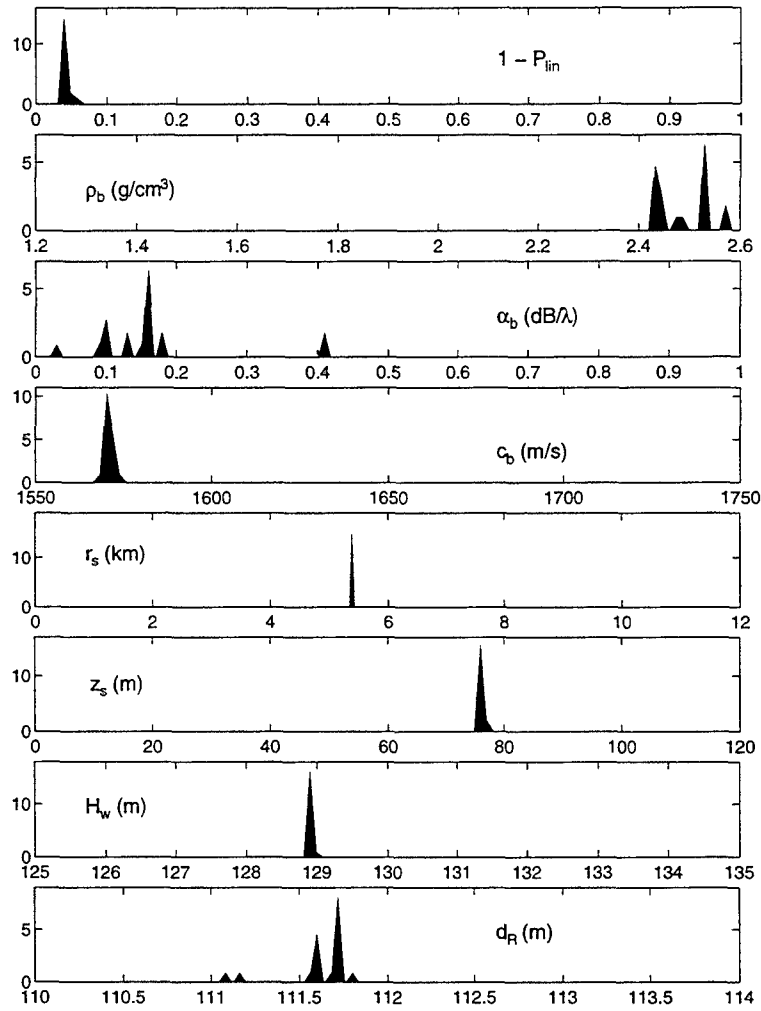 10
0
1 – P_lin
0 0.1 0.2 0.3 0.4 0.5 0.6 0.7 0.8 0.9 1
5
0
ρ_b (g/cm³)
1.2 1.4 1.6 1.8 2 2.2 2.4 2.6
5
0
α_b (dB/λ)
0 0.1 0.2 0.3 0.4 0.5 0.6 0.7 0.8 0.9 1
10
5
0
c_b (m/s)
1550 1600 1650 1700 1750
10
0
r_s (km)
0 2 4 6 8 10 12
10
0
z_s (m)
0 20 40 60 80 100 120
10
0
H_w (m)
125 126 127 128 129 130 131 132 133 134 135
5
0
d_R (m)
110 110.5 111 111.5 112 112.5 113 113.5 114